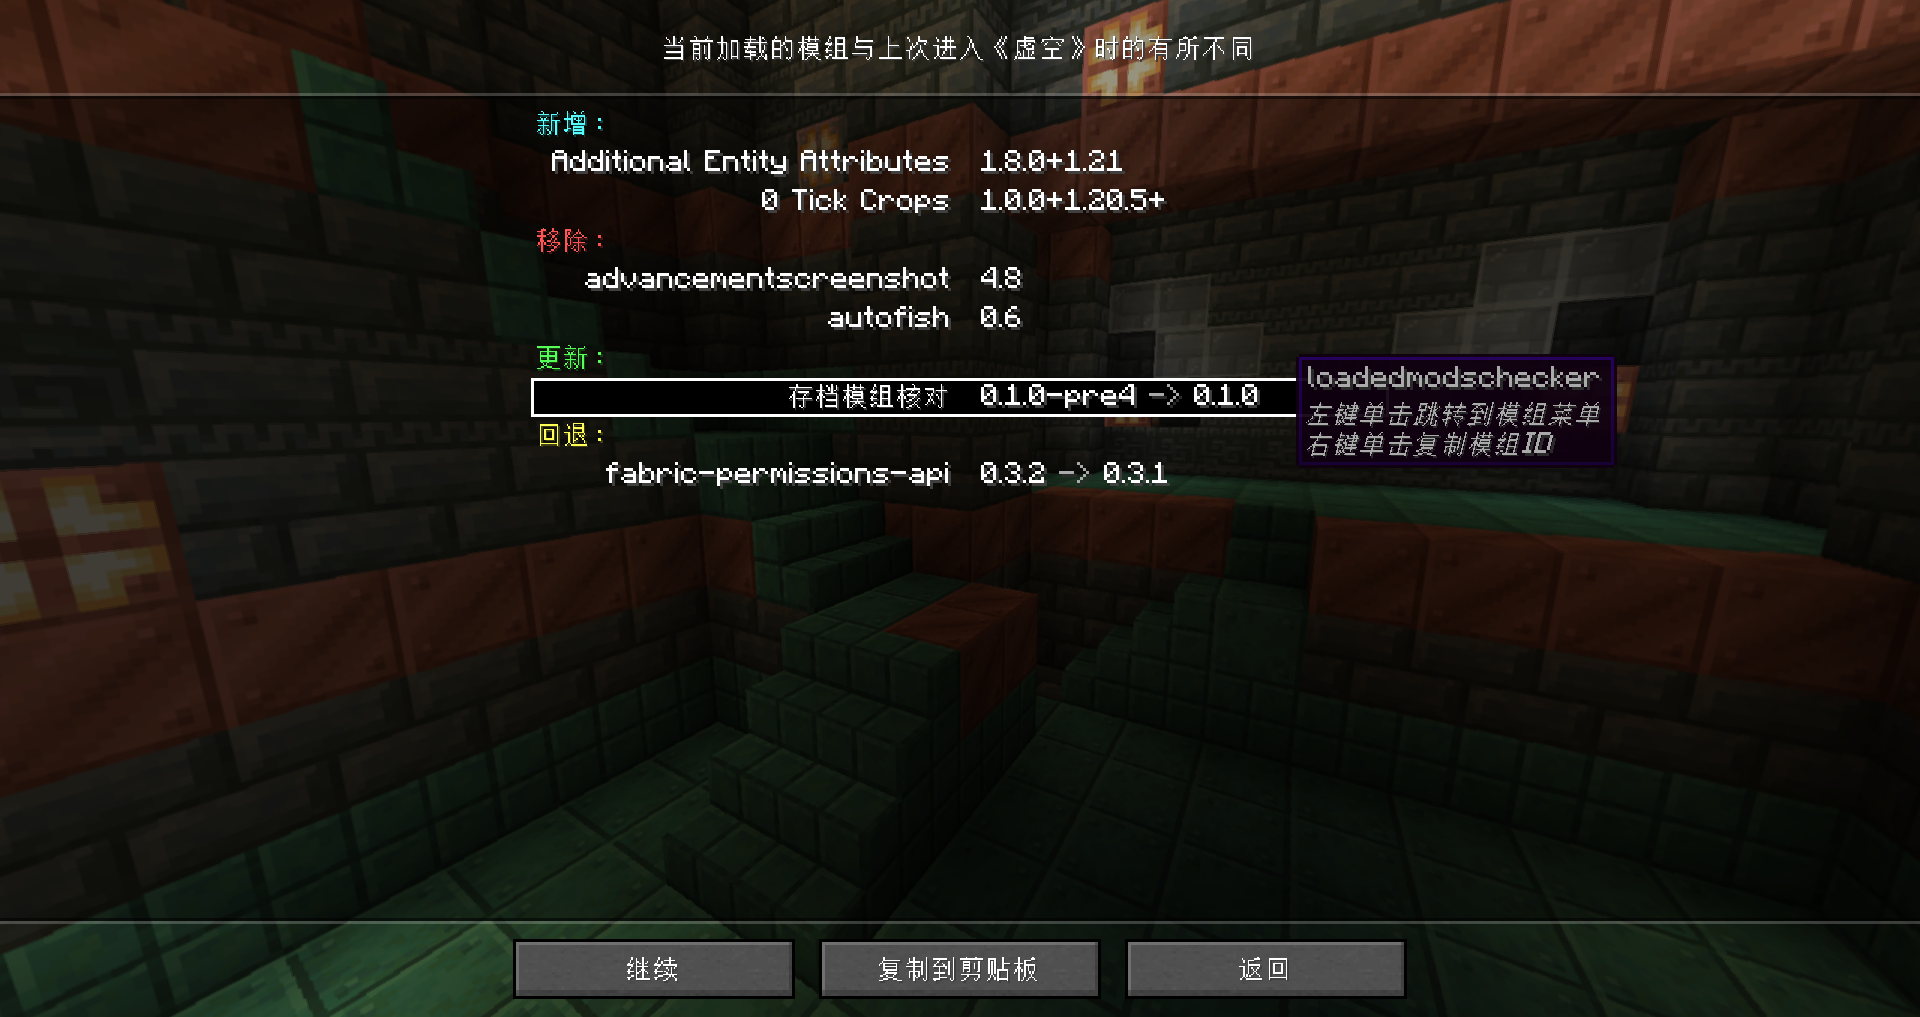 当前加载的模组与上次进入《虚空》时的有所不同
新增：
Additional Entity Attributes 1.8.0+1.21
0 Tick Crops 1.0.0+1.20.5+
移除：
advancementscreenshot 4.8
autofish 0.6
更新：
存档模组核对 0.1.0-pre4 -> 0.1.0
loadedmodschecker
左键单击跳转到模组菜单
右键单击复制模组ID
回退：
fabric-permissions-api 0.3.2 -> 0.3.1
继续
复制到剪贴板
返回